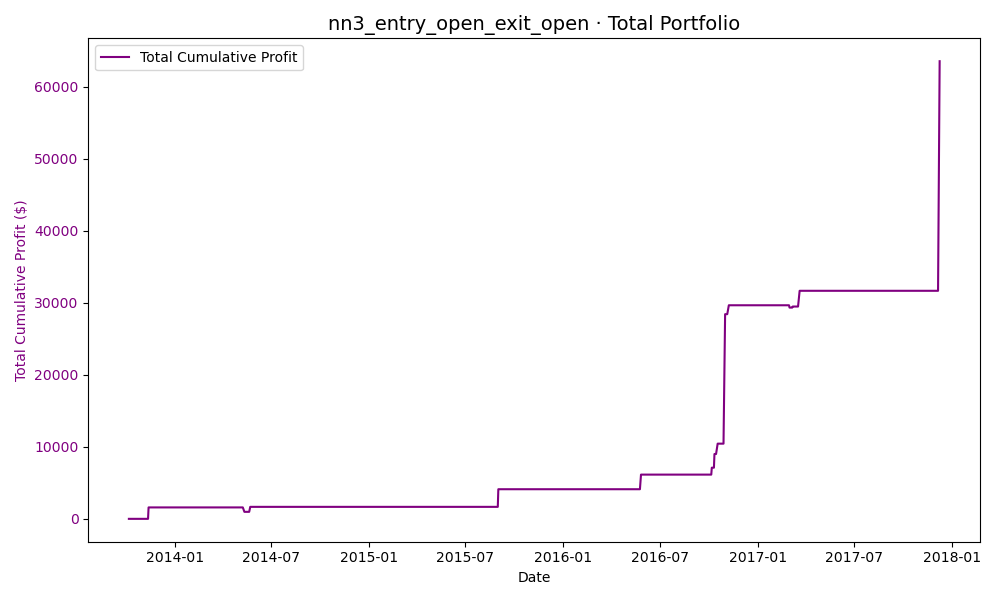 nn3_entry_open_exit_open · Total Portfolio
Total Cumulative Profit
Total Cumulative Profit ($)
60000
50000
40000
30000
20000
10000
0
2014-01 2014-07 2015-01 2015-07 2016-01 2016-07 2017-01 2017-07 2018-01
Date